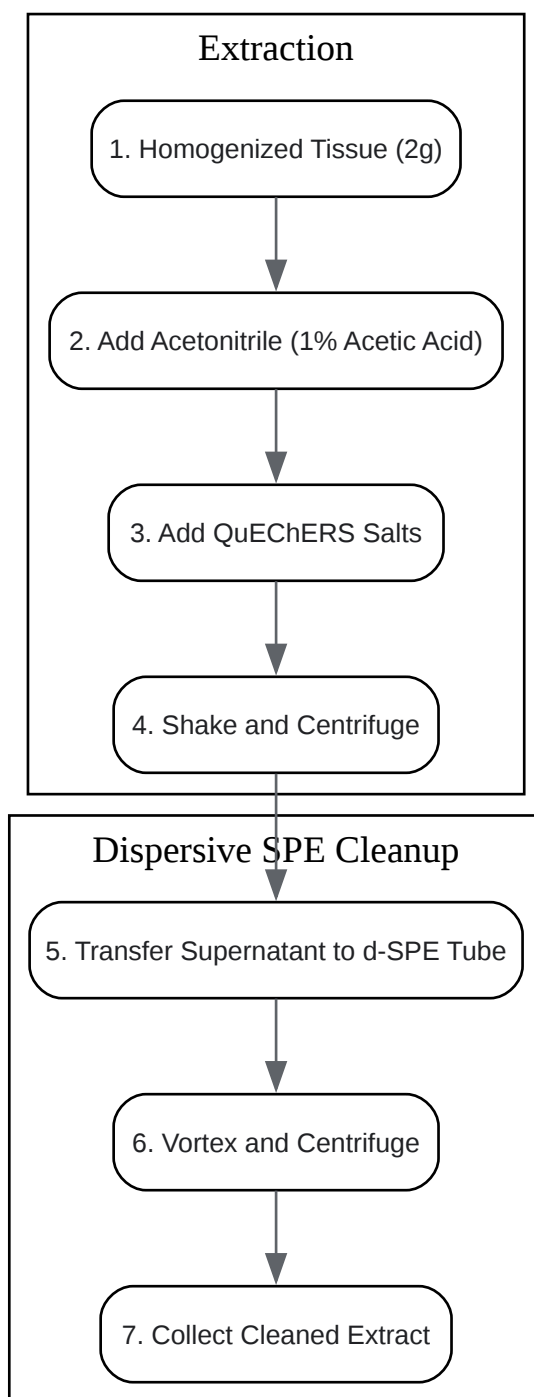 Extraction
1. Homogenized Tissue (2g)
2. Add Acetonitrile (1% Acetic Acid)
3. Add QuEChERS Salts
4. Shake and Centrifuge
Dispersive SPE Cleanup
5. Transfer Supernatant to d-SPE Tube
6. Vortex and Centrifuge
7. Collect Cleaned Extract